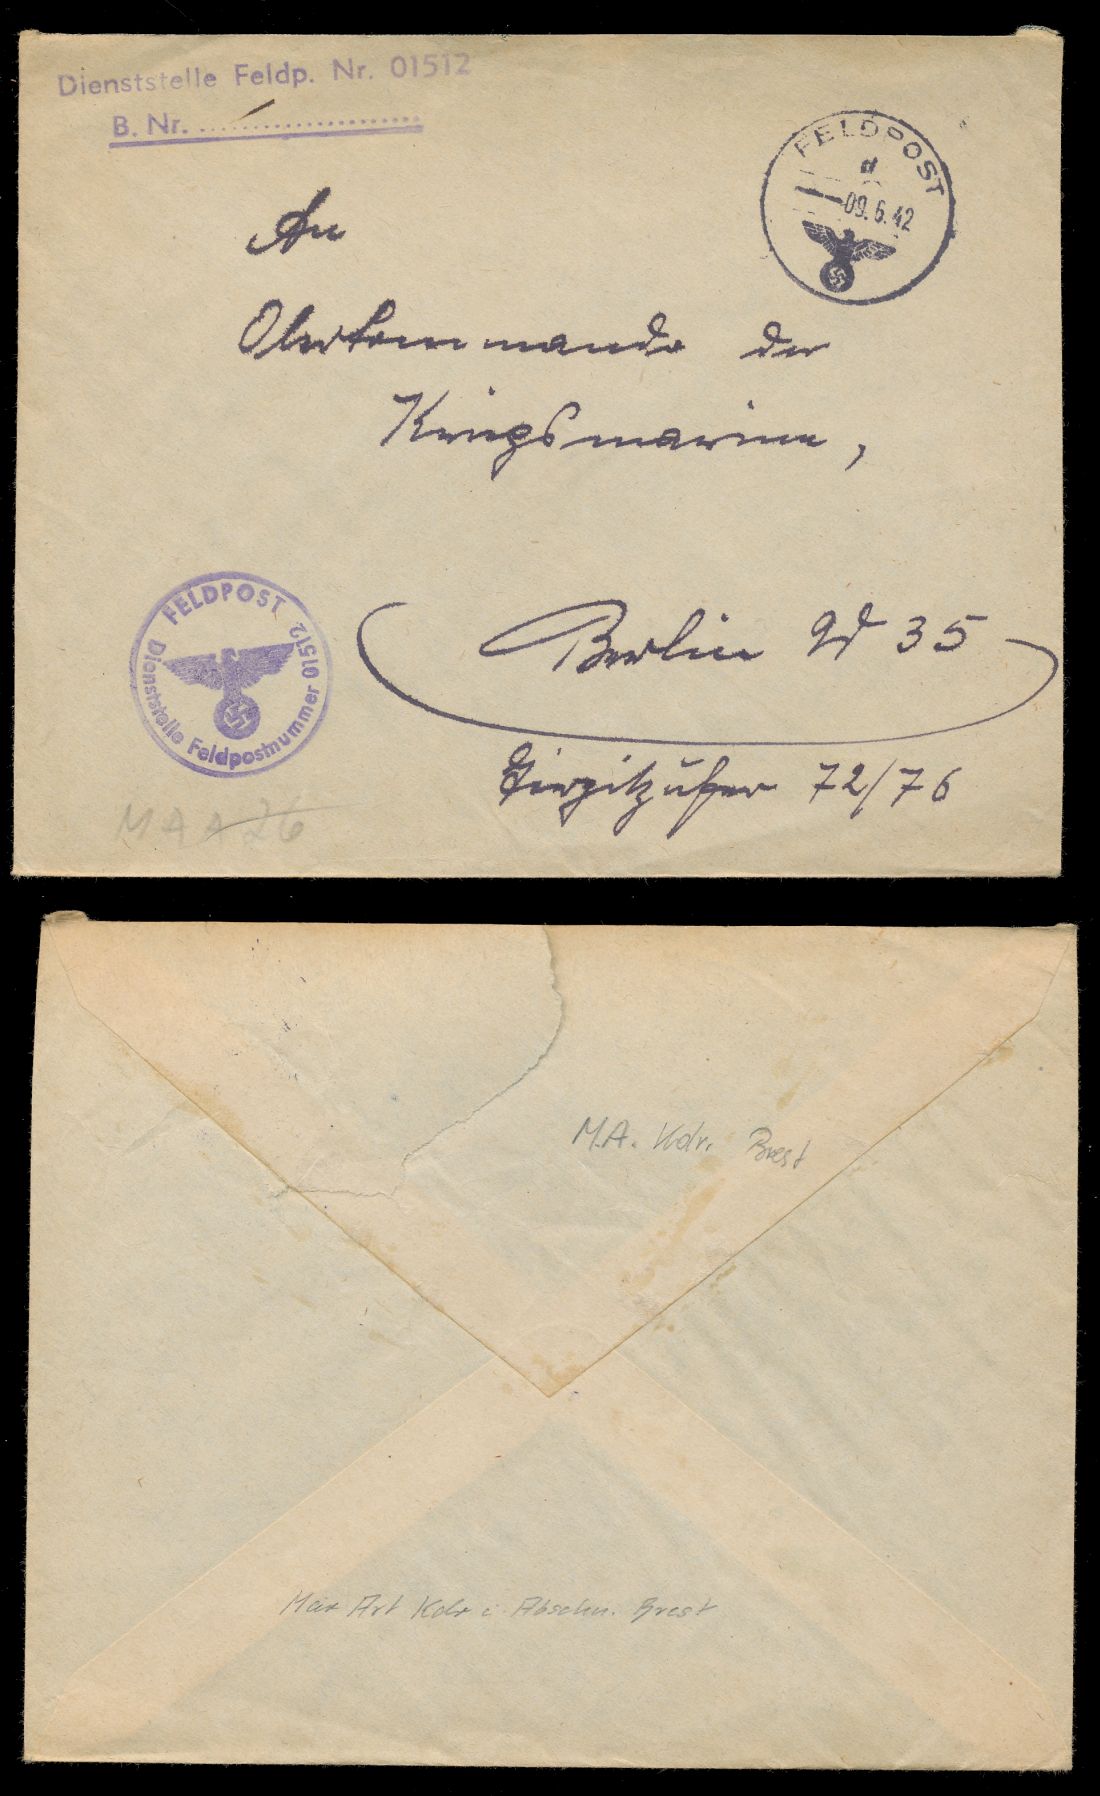 Dienststelle Feldp. Nr. 01512
B. Nr. ........................
FELDPOST
d
09.6.42
An
Oberkommando der
Kriegsmarine,
Berlin W 35
Tirpitzufer 72/76
FELDPOST
Dienststelle Feldpostnummer 01512
MAA 26
M.A. Kdr. Brest
Mar Art Kdr i Abschn. Brest